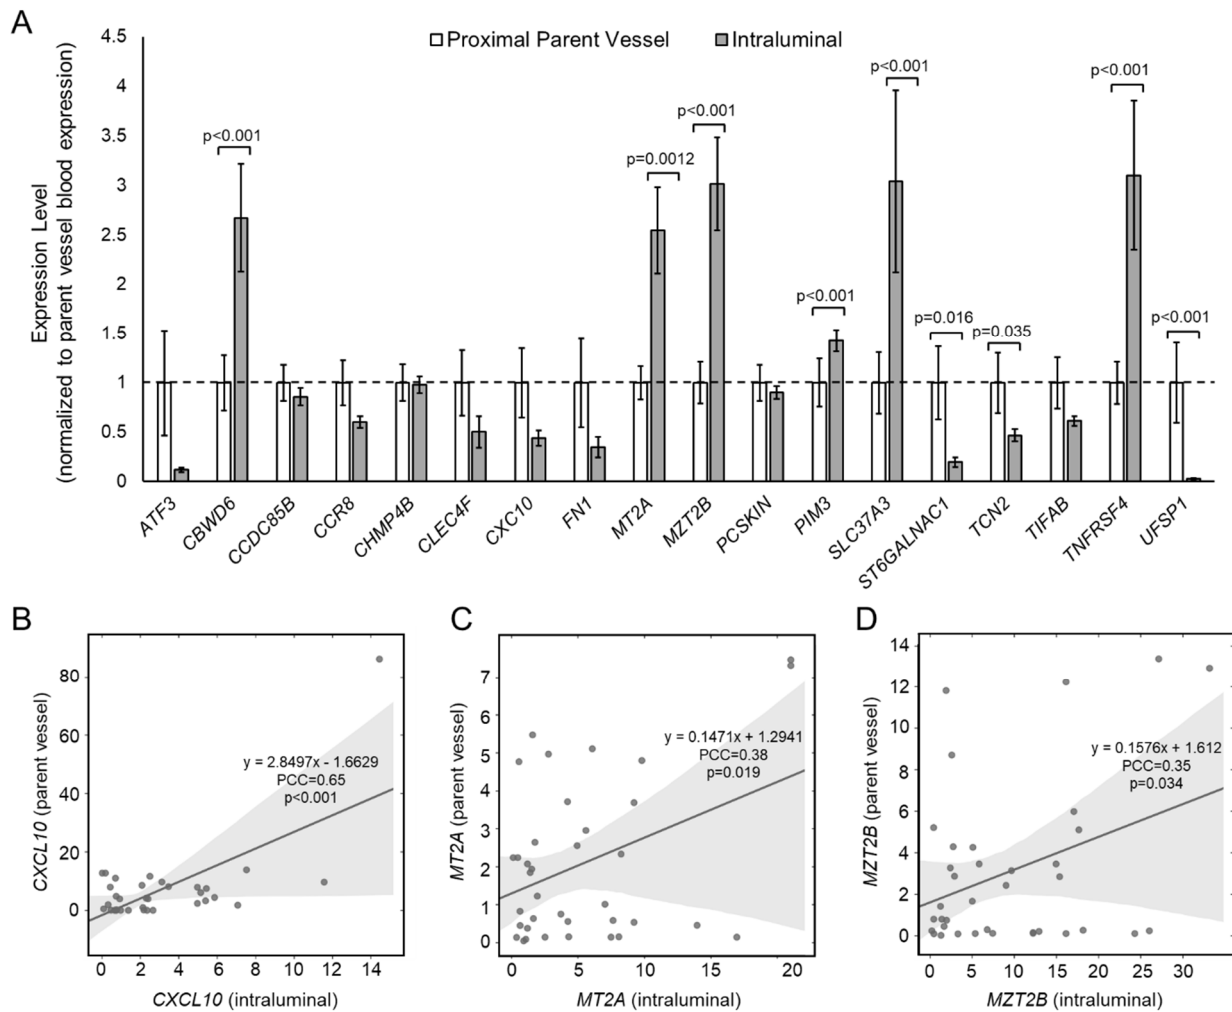 A
Proximal Parent Vessel
Intraluminal
Expression Level
(normalized to parent vessel blood expression)
4.5
4
3.5
3
2.5
2
1.5
1
0.5
0
p<0.001
p=0.0012
p<0.001
p<0.001
p<0.001
p=0.016
p=0.035
p<0.001
p<0.001
ATF3
CBWD6
CCDC85B
CCR8
CHMP4B
CLEC4F
CXC10
FN1
MT2A
MZT2B
PCSKIN
PIM3
SLC37A3
ST6GALNAC1
TCN2
TIFAB
TNFRSF4
UFSP1
B
CXCL10 (parent vessel)
80
60
40
20
0
y = 2.8497x - 1.6629
PCC=0.65
p<0.001
0 2 4 6 8 10 12 14
CXCL10 (intraluminal)
C
MT2A (parent vessel)
7
6
5
4
3
2
1
0
y = 0.1471x + 1.2941
PCC=0.38
p=0.019
0 5 10 15 20
MT2A (intraluminal)
D
MZT2B (parent vessel)
14
12
10
8
6
4
2
0
y = 0.1576x + 1.612
PCC=0.35
p=0.034
0 5 10 15 20 25 30
MZT2B (intraluminal)